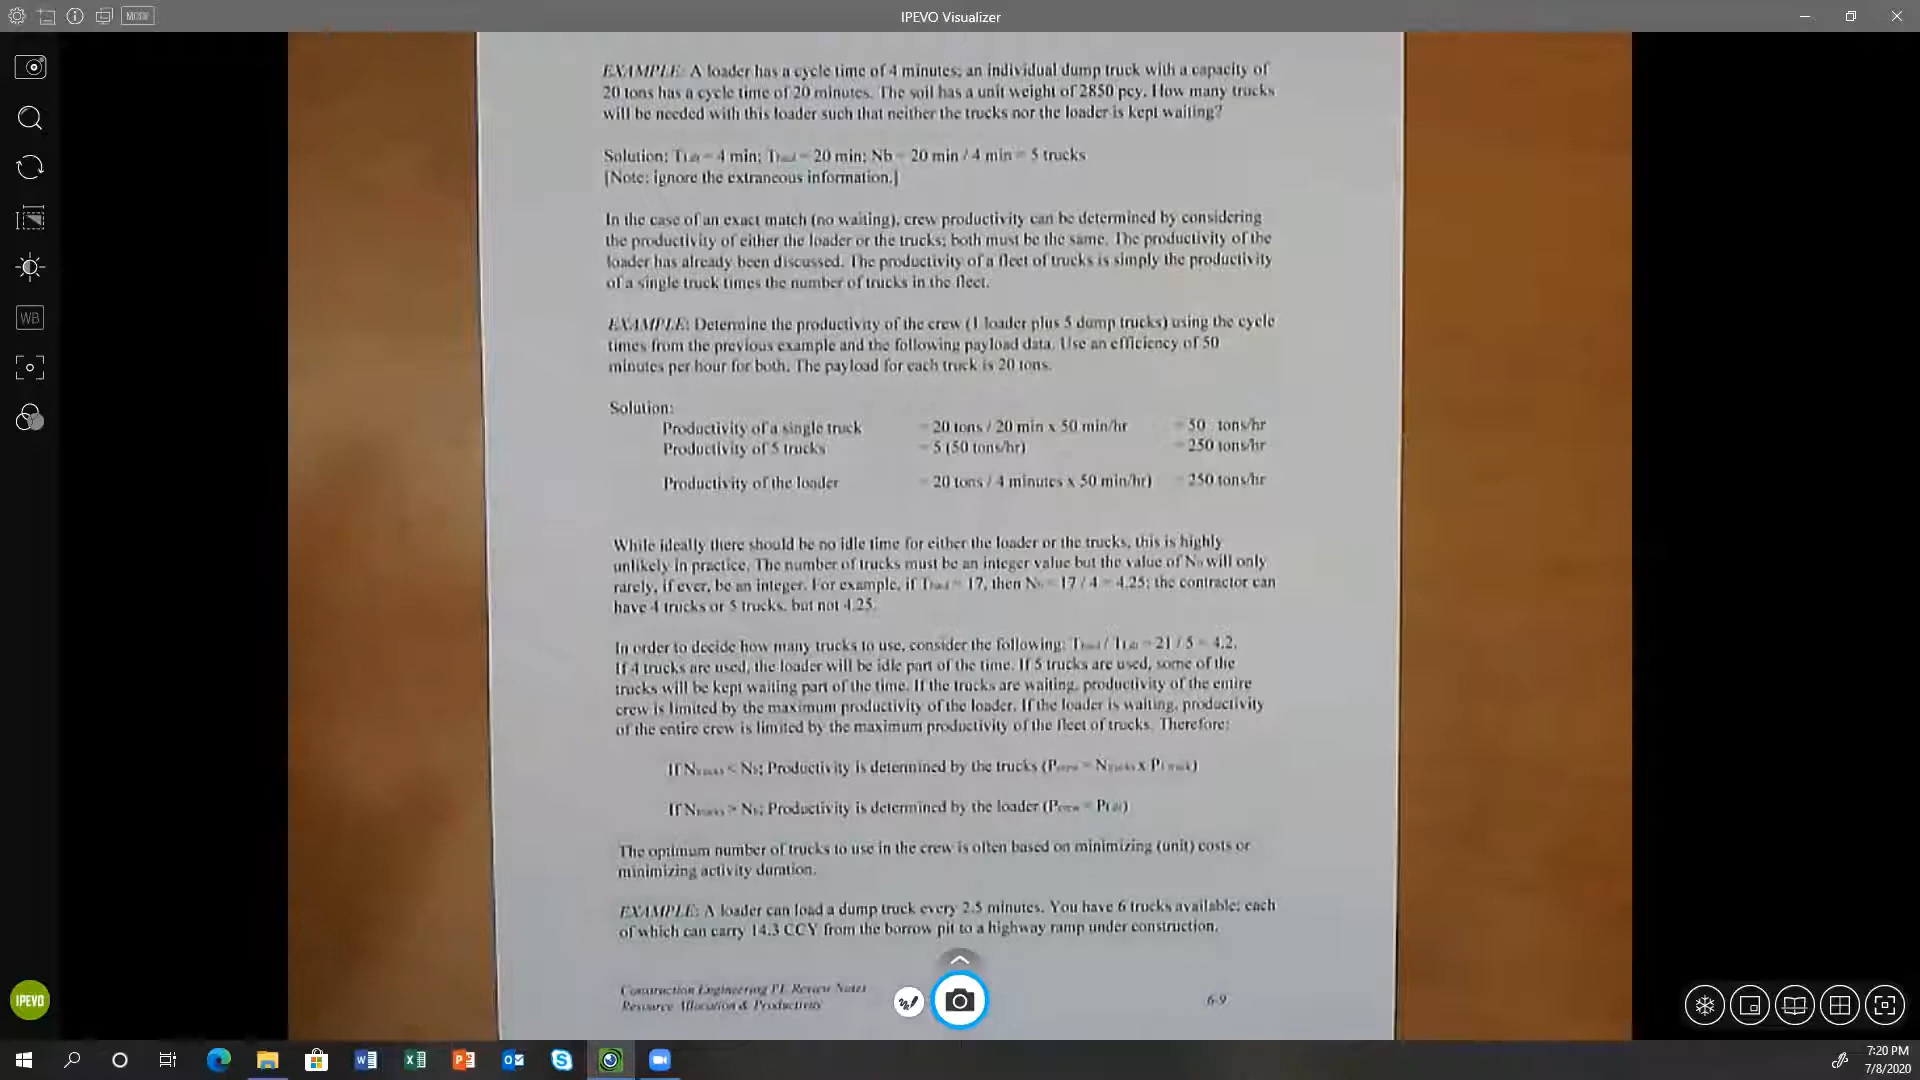 MODE
IPEVO Visualizer
EXAMPLE: A loader has a cycle time of 4 minutes; an individual dump truck with a capacity of
20 tons has a cycle time of 20 minutes. The soil has a unit weight of 2850 pcy. How many trucks
will be needed with this loader such that neither the trucks nor the loader is kept waiting?
Solution: 4 min; 20 min; Nb = 20 min / 4 min = 5 trucks
[Note: ignore the extraneous information.]
In the case of an exact match (no waiting), crew productivity can be determined by considering
the productivity of either the loader or the trucks; both must be the same. The productivity of the
loader has already been discussed. The productivity of a fleet of trucks is simply the productivity
of a single truck times the number of trucks in the fleet.
EXAMPLE: Determine the productivity of the crew (1 loader plus 5 dump trucks) using the cycle
times from the previous example and the following payload data. Use an efficiency of 50
minutes per hour for both. The payload for each truck is 20 tons.
Solution:
Productivity of a single truck = 20 tons / 20 min x 50 min/hr = 50 tons/hr
Productivity of 5 trucks = 5 (50 tons/hr) = 250 tons/hr
Productivity of the loader = 20 tons / 4 minutes x 50 min/hr) = 250 tons/hr
While ideally there should be no idle time for either the loader or the trucks, this is highly
unlikely in practice. The number of trucks must be an integer value but the value of Nb will only
rarely, if ever, be an integer. For example, if = 17, then Nb = 17 / 4 = 4.25; the contractor can
have 4 trucks or 5 trucks, but not 4.25.
In order to decide how many trucks to use, consider the following: = 21 / 5 = 4.2.
If 4 trucks are used, the loader will be idle part of the time. If 5 trucks are used, some of the
trucks will be kept waiting part of the time. If the trucks are waiting, productivity of the entire
crew is limited by the maximum productivity of the loader. If the loader is waiting, productivity
of the entire crew is limited by the maximum productivity of the fleet of trucks. Therefore:
If Ntrucks < Nb; Productivity is determined by the trucks (Pcrew = Ntrucks x P1 truck)
If Ntrucks > Nb; Productivity is determined by the loader (Pcrew =
The optimum number of trucks to use in the crew is often based on minimizing (unit) costs or
minimizing activity duration.
EXAMPLE: A loader can load a dump truck every 2.5 minutes. You have 6 trucks available; each
of which can carry 14.3 CCY from the borrow pit to a highway ramp under construction.
Construction Engineering PE Review Notes
Resource Allocation & Productivity
6-9
WB
IPEVO
7:20 PM
7/8/2020